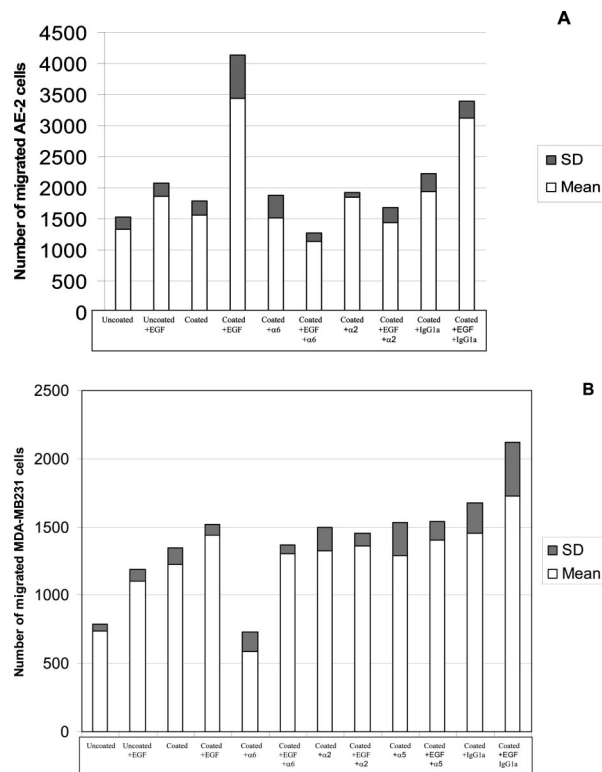 A
Number of migrated AE-2 cells
4500
4000
3500
3000
2500
2000
1500
1000
500
0
Uncoated
Uncoated
+EGF
Coated
Coated
+EGF
Coated
+α6
Coated
+EGF
+α6
Coated
+α2
Coated
+EGF
+α2
Coated
+IgG1a
Coated
+EGF
+IgG1a
SD
Mean
B
Number of migrated MDA-MB231 cells
2500
2000
1500
1000
500
0
Uncoated
Uncoated
+EGF
Coated
Coated
+EGF
Coated
+α6
Coated
+EGF
+α6
Coated
+α2
Coated
+EGF
+α2
Coated
+α5
Coated
+EGF
+α5
Coated
+IgG1a
Coated
+EGF
IgG1a
SD
Mean